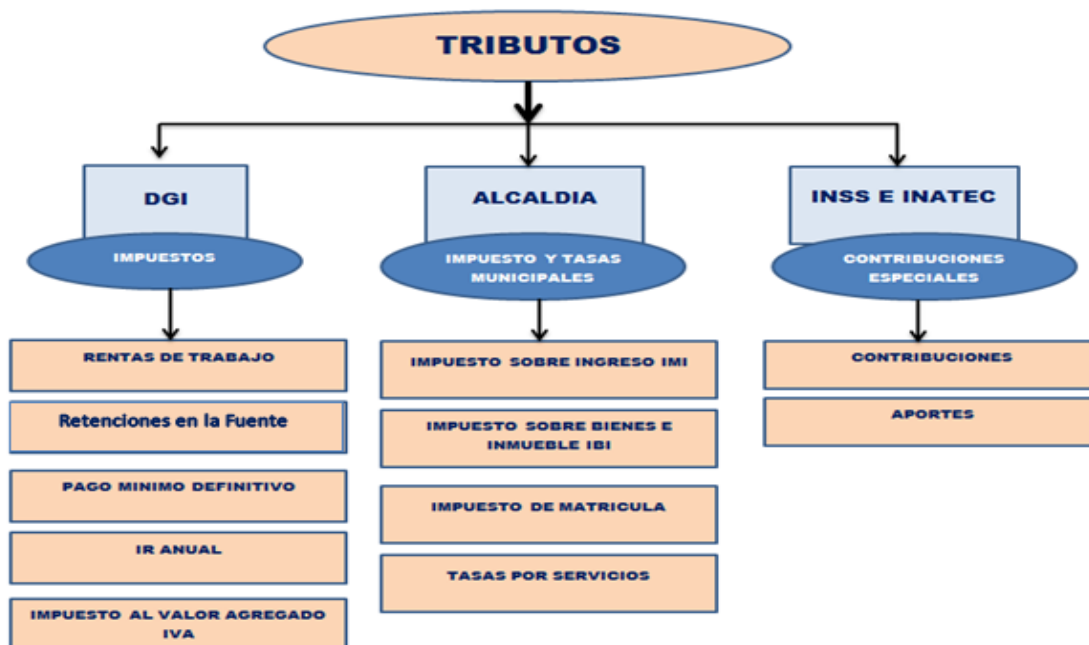 TRIBUTOS
DGI
IMPUESTOS
RENTAS DE TRABAJO
Retenciones en la Fuente
PAGO MINIMO DEFINITIVO
IR ANUAL
IMPUESTO AL VALOR AGREGADO
IVA
ALCALDIA
IMPUESTO Y TASAS
MUNICIPALES
IMPUESTO SOBRE INGRESO IMI
IMPUESTO SOBRE BIENES E
INMUEBLE IBI
IMPUESTO DE MATRICULA
TASAS POR SERVICIOS
INSS E INATEC
CONTRIBUCIONES
ESPECIALES
CONTRIBUCIONES
APORTES